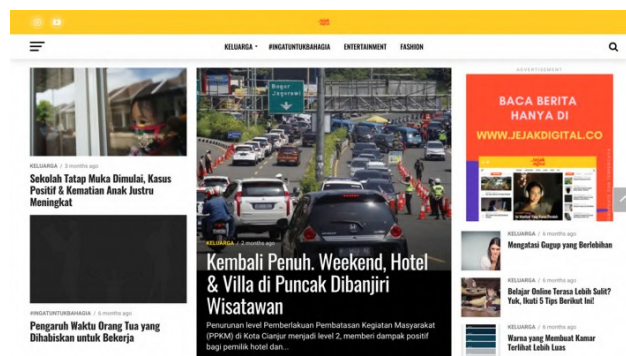 KELUARGA
#INGATUNTUKBAHAGIA
ENTERTAINMENT
FASHION
KELUARGA / 3 months ago
Sekolah Tatap Muka Dimulai, Kasus
Positif & Kematian Anak Justru
Meningkat
#INGATUNTUKBAHAGIA / 6 months ago
Pengaruh Waktu Orang Tua yang
Dihabiskan untuk Bekerja
Bogor
Jagorawi
KELUARGA / 2 months ago
Kembali Penuh. Weekend, Hotel
& Villa di Puncak Dibanjiri
Wisatawan
Penurunan level Pemberlakuan Pembatasan Kegiatan Masyarakat
(PPKM) di Kota Cianjur menjadi level 2, memberi dampak positif
bagi pemilik hotel dan...
ADVERTISEMENT
BACA BERITA
HANYA DI
WWW.JEJAKDIGITAL.CO
KELUARGA / 6 months ago
Mengatasi Gugup yang Berlebihan
KELUARGA / 6 months ago
Belajar Online Terasa Lebih Sulit?
Yuk, Ikuti 5 Tips Berikut Ini!
KELUARGA / 6 months ago
Warna yang Membuat Kamar
Terlihat Lebih Luas